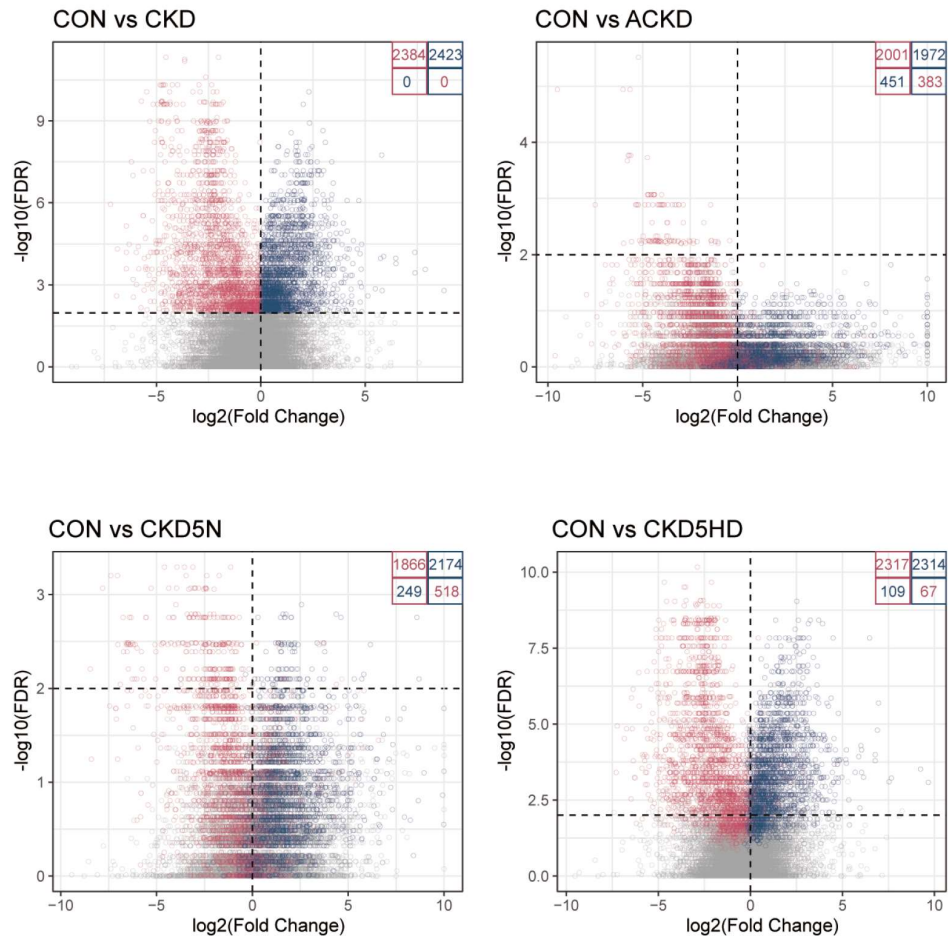 CON vs CKD
2384 2423
0 0
9
6
3
0
-log10(FDR)
−5 0 5
log2(Fold Change)
CON vs ACKD
2001 1972
451 383
4
2
0
-log10(FDR)
−10 −5 0 5 10
log2(Fold Change)
CON vs CKD5N
1866 2174
249 518
3
2
1
0
-log10(FDR)
−10 −5 0 5 10
log2(Fold Change)
CON vs CKD5HD
2317 2314
109 67
10.0
7.5
5.0
2.5
0.0
-log10(FDR)
−10 −5 0 5 10
log2(Fold Change)